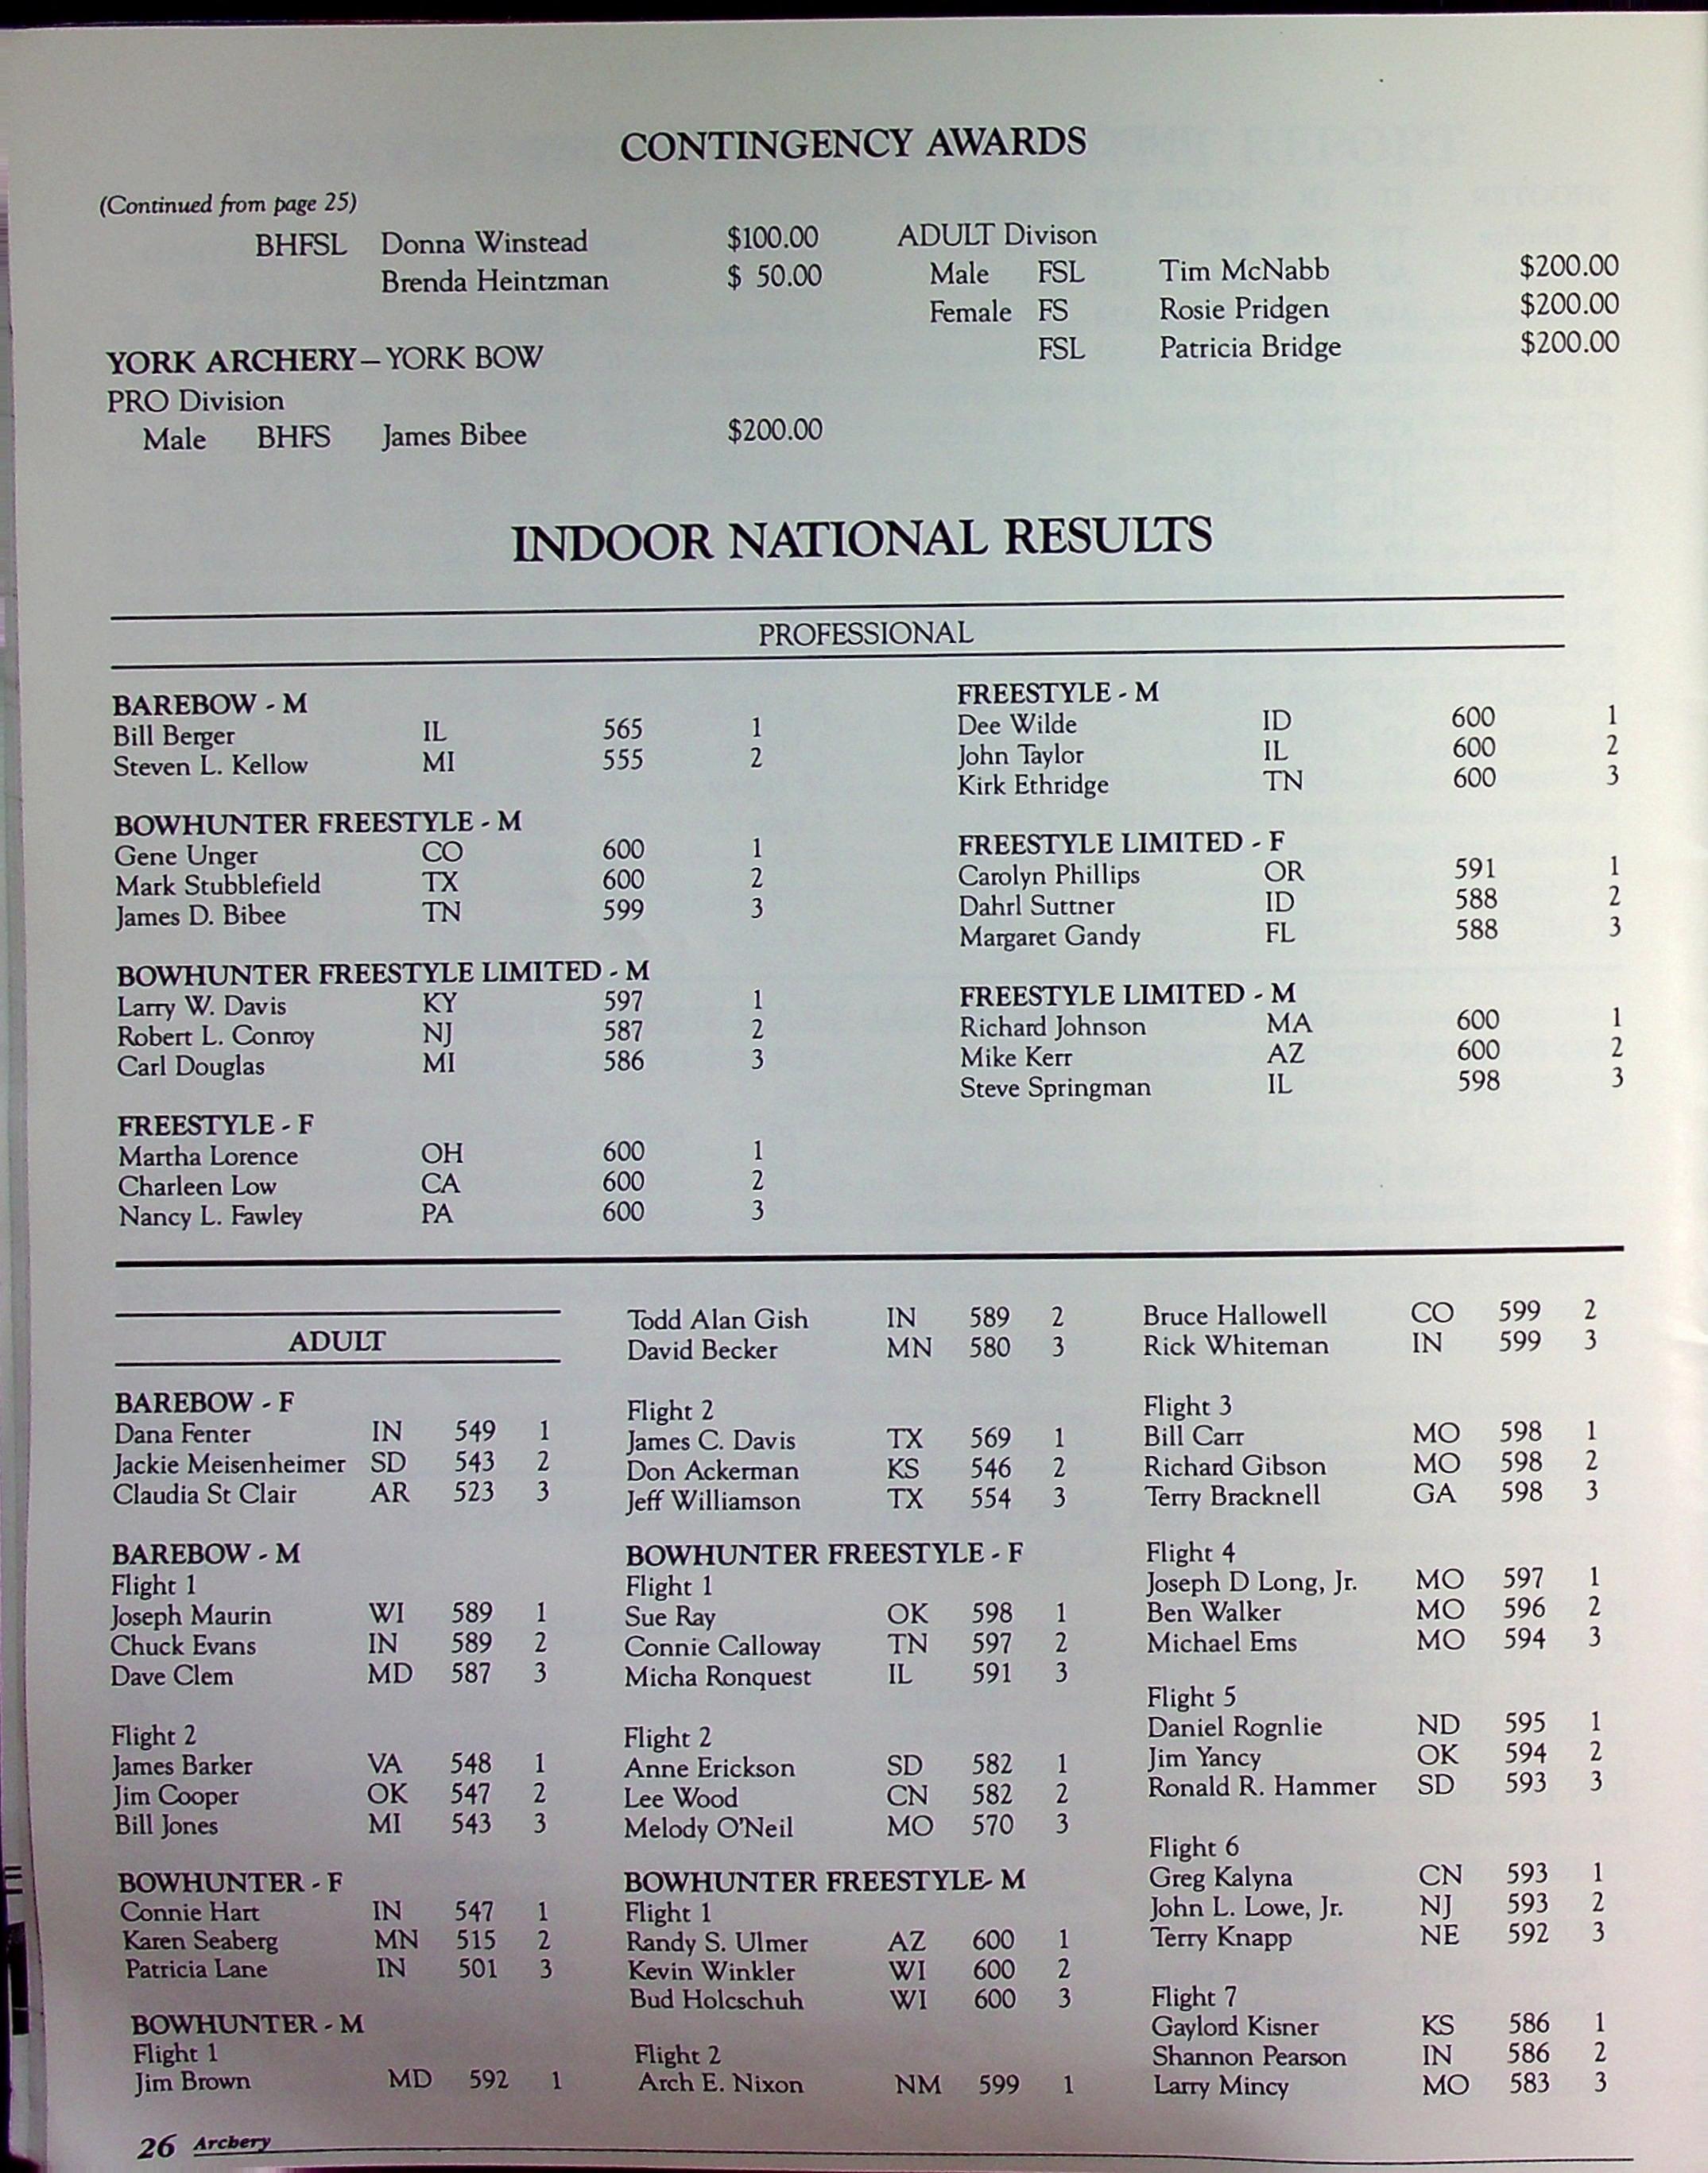 CONTINGENCY AWARDS
(Continued from page 25)
BHFSL Donna Winstead $100.00
Brenda Heintzman $ 50.00
YORK ARCHERY—YORK BOW
PRO Division
Male BHFS James Bibee $200.00
ADULT Divison
Male FSL Tim McNabb $200.00
Female FS Rosie Pridgen $200.00
FSL Patricia Bridge $200.00
INDOOR NATIONAL RESULTS
PROFESSIONAL
BAREBOW - M
Bill Berger IL 565 1
Steven L. Kellow MI 555 2
BOWHUNTER FREESTYLE - M
Gene Unger CO 600 1
Mark Stubblefield TX 600 2
James D. Bibee TN 599 3
BOWHUNTER FREESTYLE LIMITED - M
Larry W. Davis KY 597 1
Robert L. Conroy NJ 587 2
Carl Douglas MI 586 3
FREESTYLE - F
Martha Lorence OH 600 1
Charleen Low CA 600 2
Nancy L. Fawley PA 600 3
FREESTYLE - M
Dee Wilde ID 600 1
John Taylor IL 600 2
Kirk Ethridge TN 600 3
FREESTYLE LIMITED - F
Carolyn Phillips OR 591 1
Dahrl Suttner ID 588 2
Margaret Gandy FL 588 3
FREESTYLE LIMITED - M
Richard Johnson MA 600 1
Mike Kerr AZ 600 2
Steve Springman IL 598 3
ADULT
BAREBOW - F
Dana Fenter IN 549 1
Jackie Meisenheimer SD 543 2
Claudia St Clair AR 523 3
BAREBOW - M
Flight 1
Joseph Maurin WI 589 1
Chuck Evans IN 589 2
Dave Clem MD 587 3
Flight 2
James Barker VA 548 1
Jim Cooper OK 547 2
Bill Jones MI 543 3
BOWHUNTER - F
Connie Hart IN 547 1
Karen Seaberg MN 515 2
Patricia Lane IN 501 3
BOWHUNTER - M
Flight 1
Jim Brown MD 592 1
Todd Alan Gish IN 589 2
David Becker MN 580 3
Flight 2
James C. Davis TX 569 1
Don Ackerman KS 546 2
Jeff Williamson TX 554 3
BOWHUNTER FREESTYLE - F
Flight 1
Sue Ray OK 598 1
Connie Calloway TN 597 2
Micha Ronquest IL 591 3
Flight 2
Anne Erickson SD 582 1
Lee Wood CN 582 2
Melody O'Neil MO 570 3
BOWHUNTER FREESTYLE- M
Flight 1
Randy S. Ulmer AZ 600 1
Kevin Winkler WI 600 2
Bud Holcschuh WI 600 3
Flight 2
Arch E. Nixon NM 599 1
Bruce Hallowell CO 599 2
Rick Whiteman IN 599 3
Flight 3
Bill Carr MO 598 1
Richard Gibson MO 598 2
Terry Bracknell GA 598 3
Flight 4
Joseph D Long, Jr. MO 597 1
Ben Walker MO 596 2
Michael Ems MO 594 3
Flight 5
Daniel Rognlie ND 595 1
Jim Yancy OK 594 2
Ronald R. Hammer SD 593 3
Flight 6
Greg Kalyna CN 593 1
John L. Lowe, Jr. NJ 593 2
Terry Knapp NE 592 3
Flight 7
Gaylord Kisner KS 586 1
Shannon Pearson IN 586 2
Larry Mincy MO 583 3
26 Archery